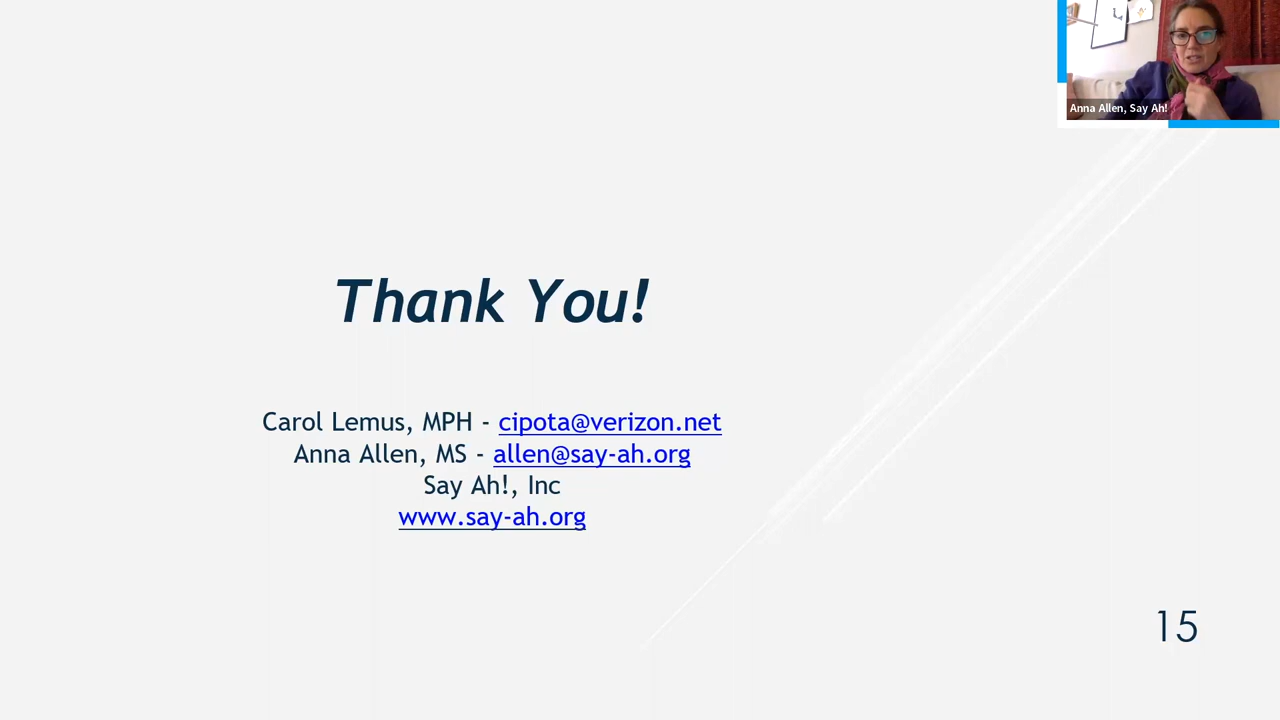 Anna Allen, Say Ah!
Thank You!
Carol Lemus, MPH - cipota@verizon.net
Anna Allen, MS - allen@say-ah.org
Say Ah!, Inc
www.say-ah.org
15